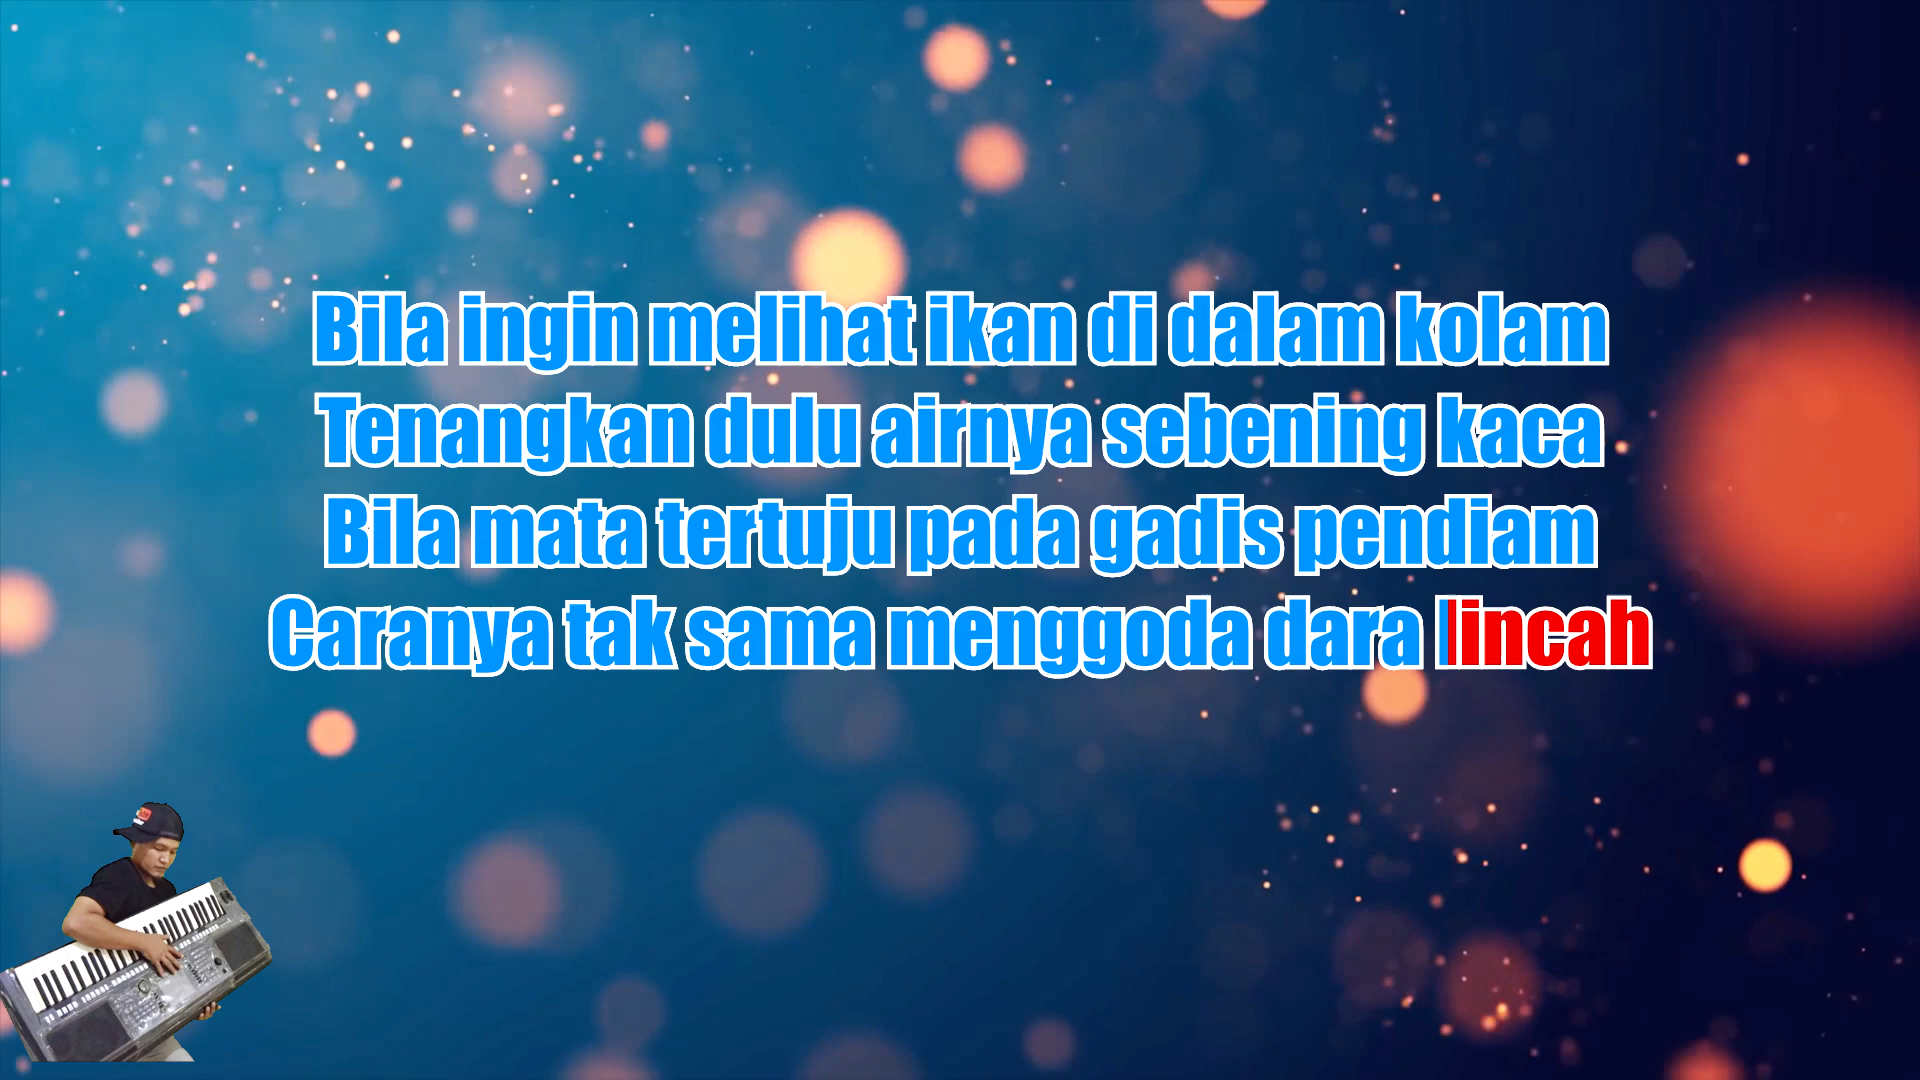 Bila ingin melihat ikan di dalam kolam
Tenangkan dulu airnya sebening kaca
Bila mata tertuju pada gadis pendiam
Caranya tak sama menggoda dara lincah